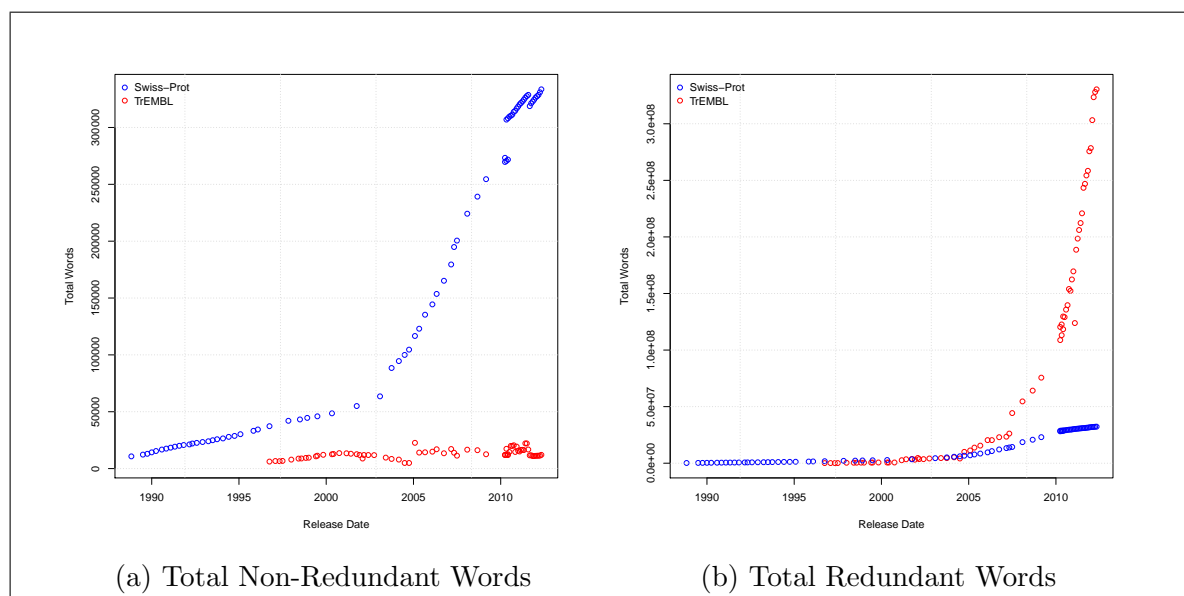 Swiss−Prot
TrEMBL
Total Words
300000
250000
200000
150000
100000
50000
0
1990
1995
2000
2005
2010
Release Date
(a) Total Non-Redundant Words
Swiss−Prot
TrEMBL
Total Words
3.0e+08
2.5e+08
2.0e+08
1.5e+08
1.0e+08
5.0e+07
0.0e+00
1990
1995
2000
2005
2010
Release Date
(b) Total Redundant Words